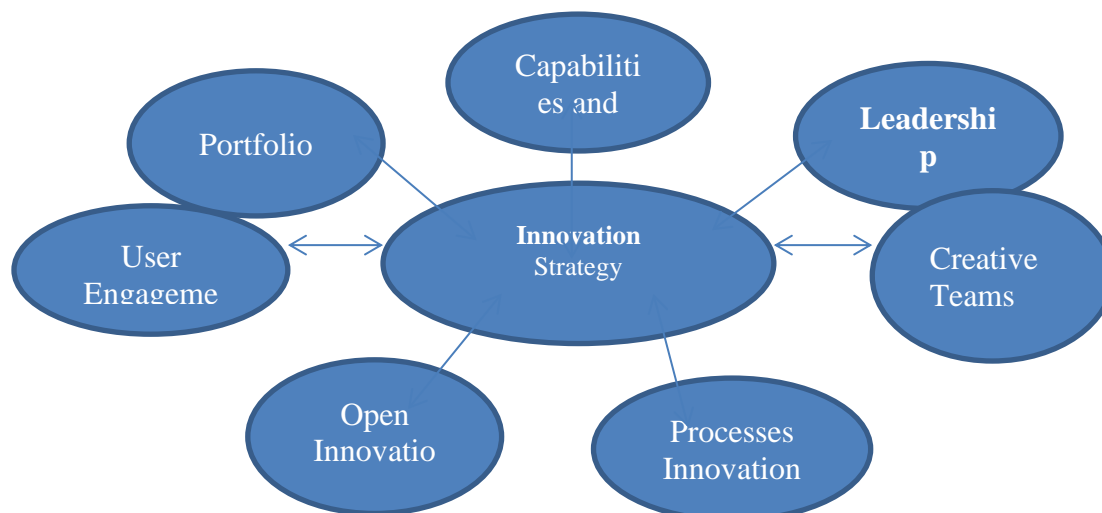 Capabiliti
es and
Portfolio
Leadershi
p
Innovation
Strategy
User
Engageme
Creative
Teams
Open
Innovatio
Processes
Innovation